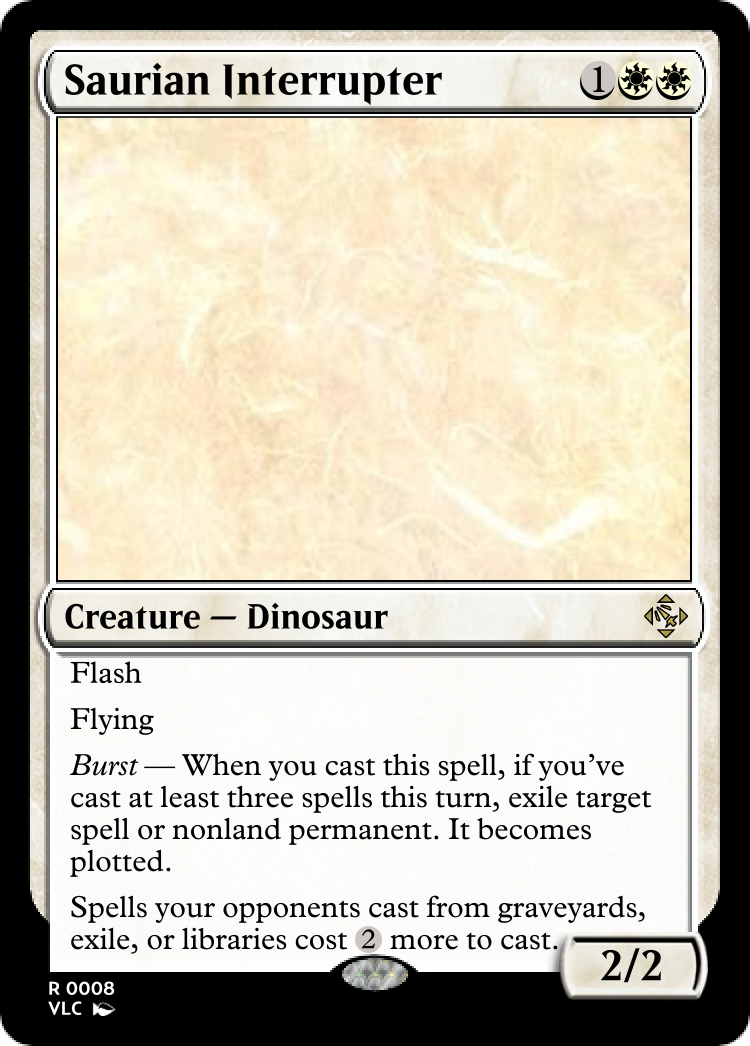 Saurian Interrupter 1
Creature — Dinosaur
Flash
Flying
Burst — When you cast this spell, if you’ve
cast at least three spells this turn, exile target
spell or nonland permanent. It becomes
plotted.
Spells your opponents cast from graveyards,
exile, or libraries cost 2 more to cast.
2/2
R 0008
VLC